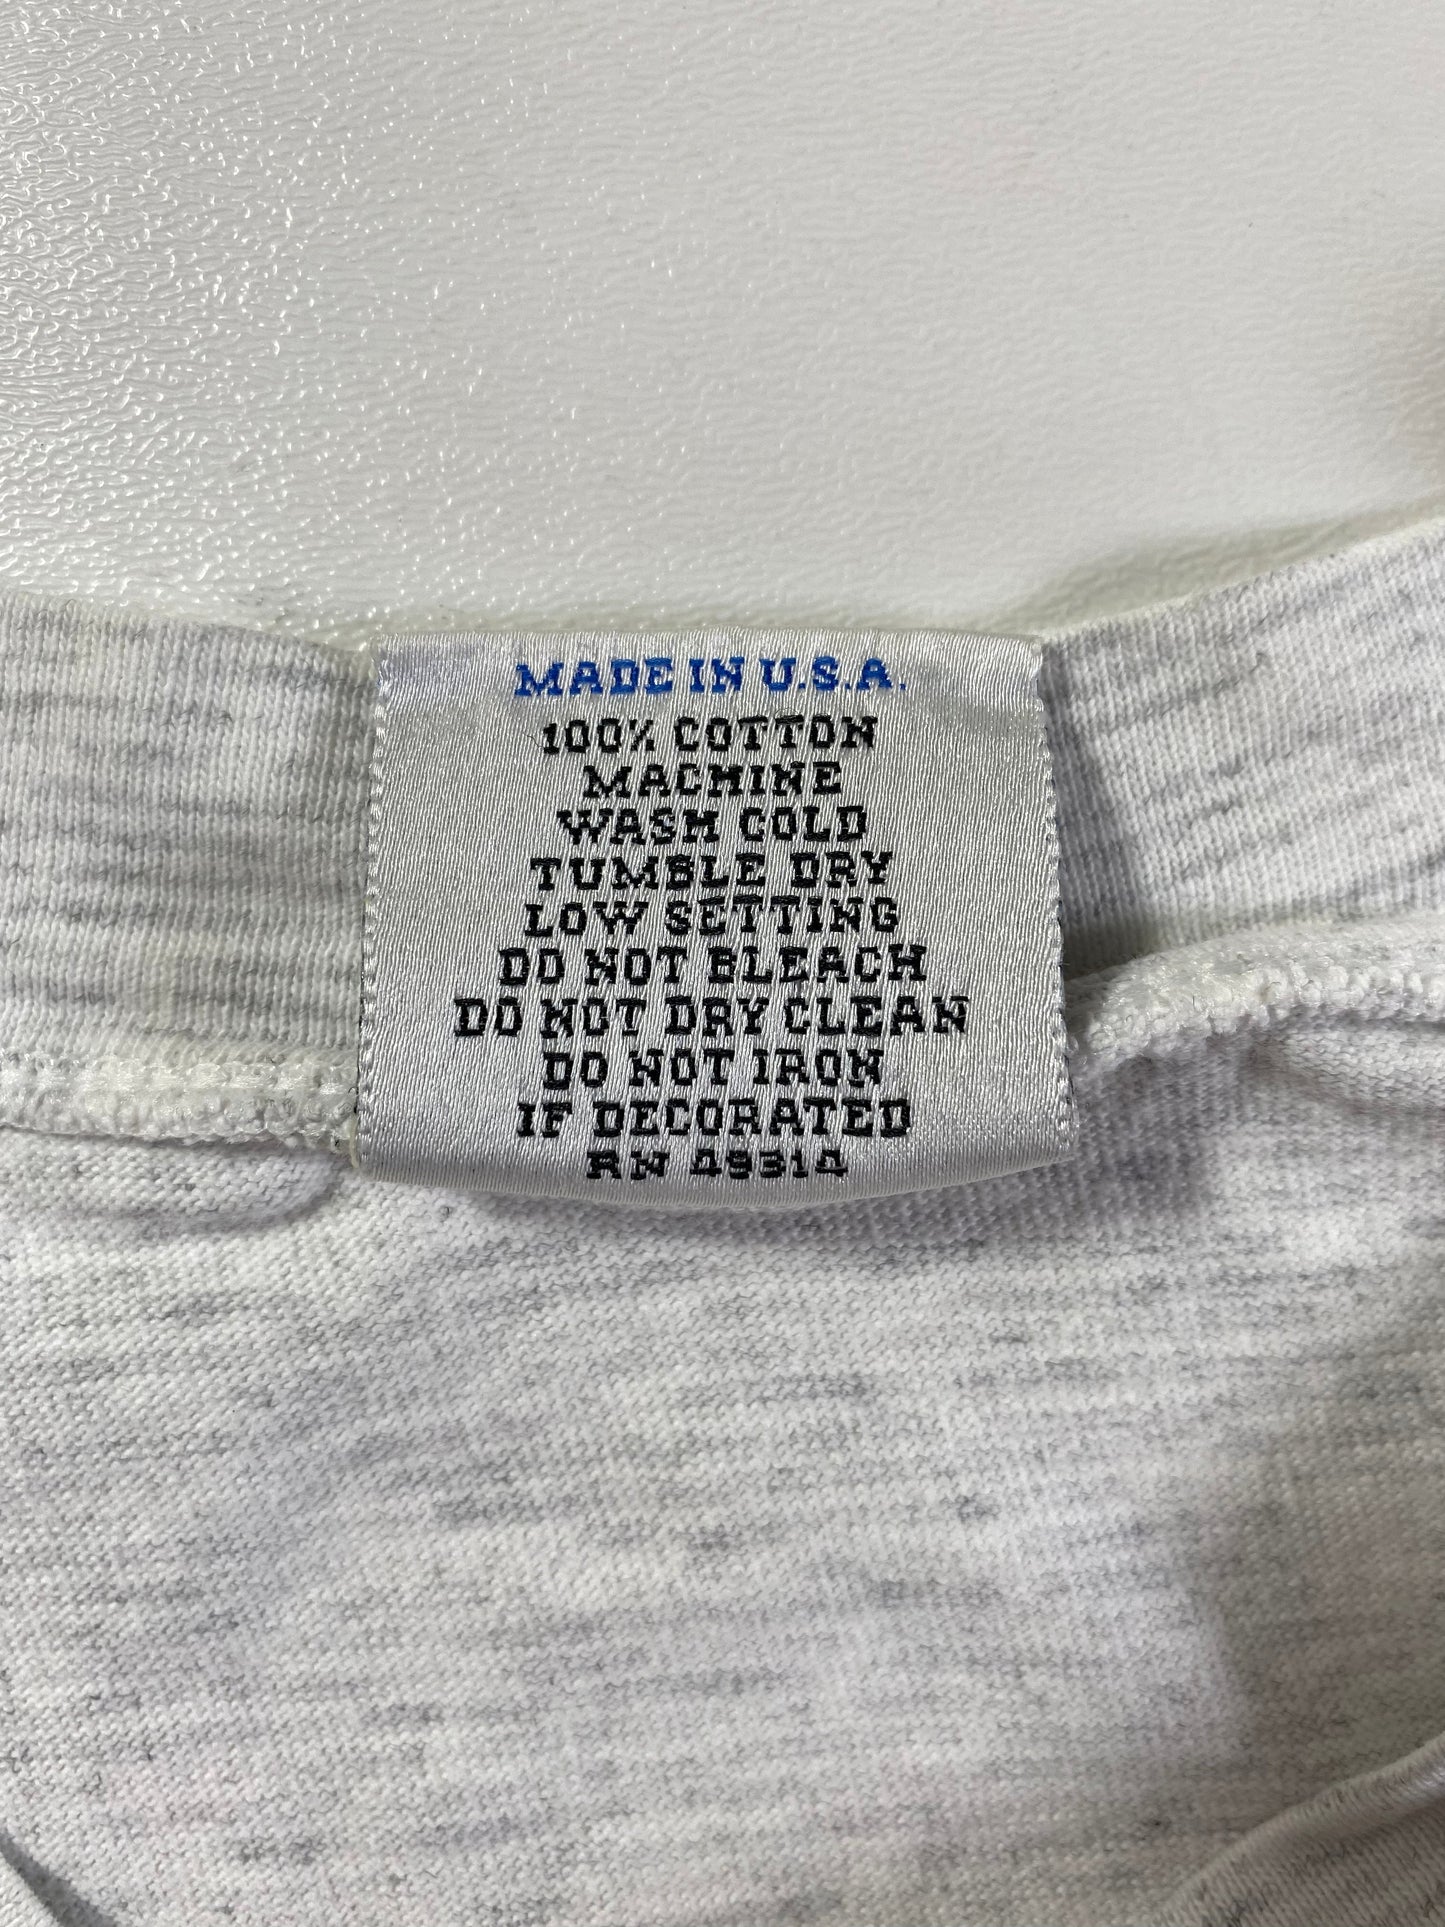 MADE IN U.S.A.
100% COTTON
MACHINE
WASH COLD
TUMBLE DRY
LOW SETTING
DO NOT BLEACH
DO NOT DRY CLEAN
DO NOT IRON
IF DECORATED
RN 49314